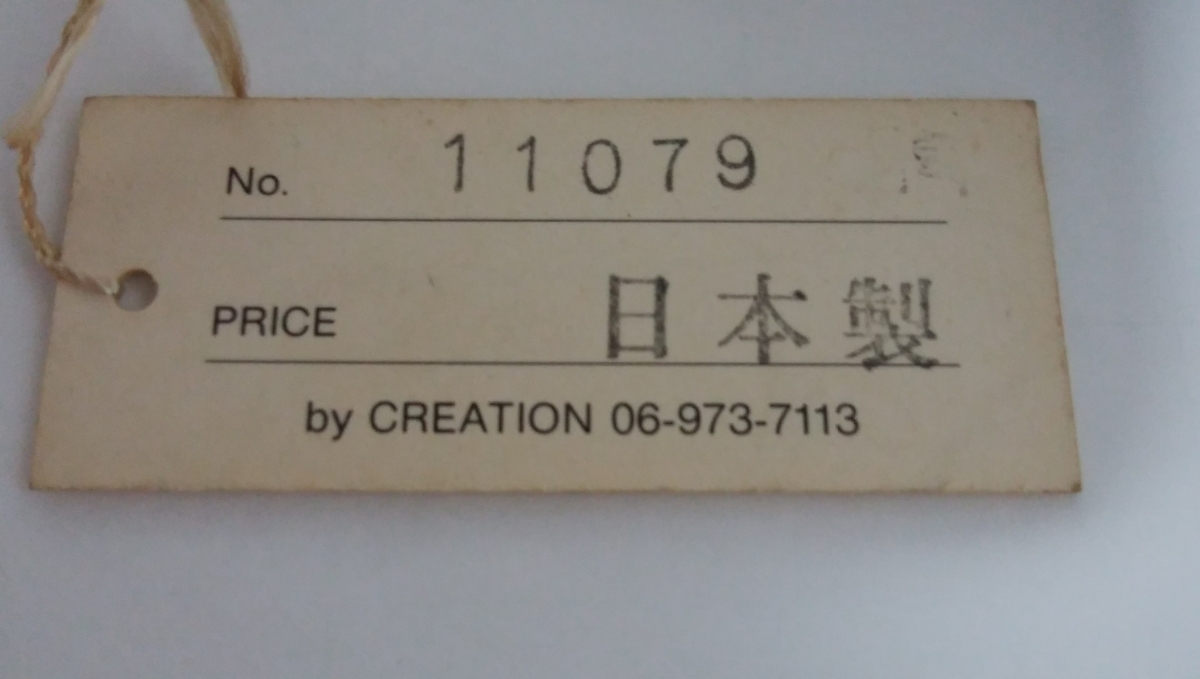 No. 11079
PRICE 日本製
by CREATION 06-973-7113